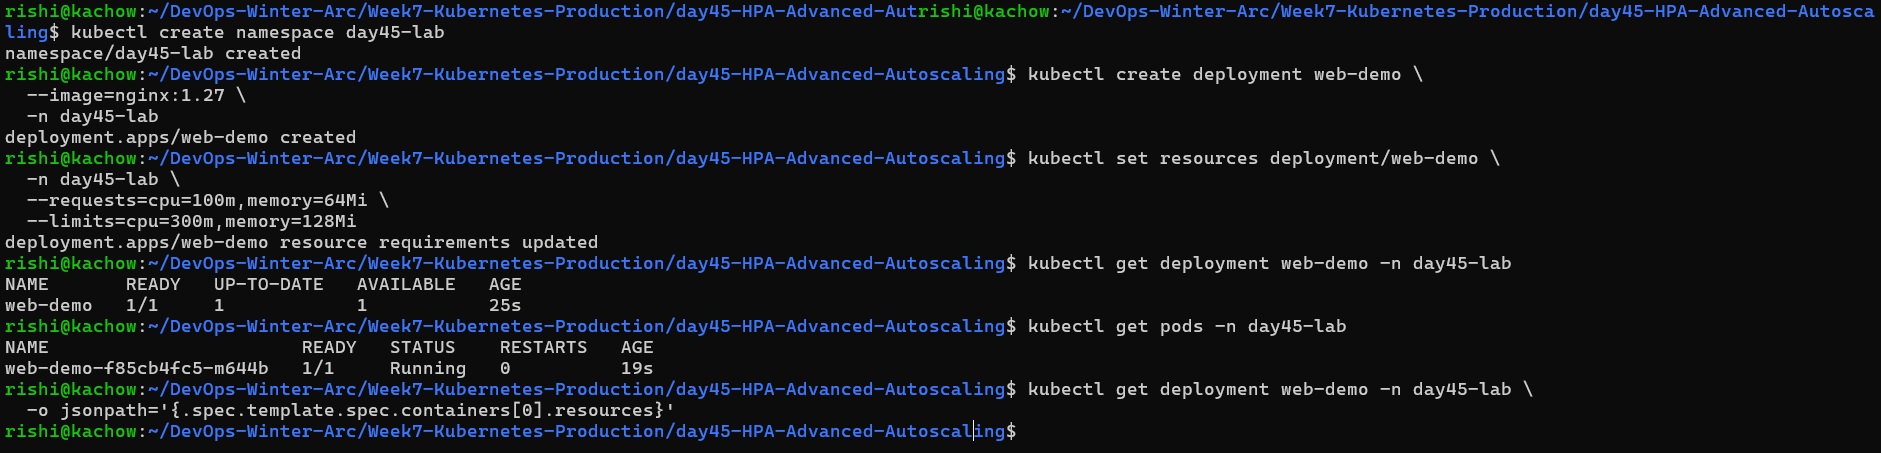 rishi@kachow:~/DevOps-Winter-Arc/Week7-Kubernetes-Production/day45-HPA-Advanced-Autrishi@kachow:~/DevOps-Winter-Arc/Week7-Kubernetes-Production/day45-HPA-Advanced-Autosca
ling$ kubectl create namespace day45-lab
namespace/day45-lab created
rishi@kachow:~/DevOps-Winter-Arc/Week7-Kubernetes-Production/day45-HPA-Advanced-Autoscaling$ kubectl create deployment web-demo \
  --image=nginx:1.27 \
  -n day45-lab
deployment.apps/web-demo created
rishi@kachow:~/DevOps-Winter-Arc/Week7-Kubernetes-Production/day45-HPA-Advanced-Autoscaling$ kubectl set resources deployment/web-demo \
  -n day45-lab \
  --requests=cpu=100m,memory=64Mi \
  --limits=cpu=300m,memory=128Mi
deployment.apps/web-demo resource requirements updated
rishi@kachow:~/DevOps-Winter-Arc/Week7-Kubernetes-Production/day45-HPA-Advanced-Autoscaling$ kubectl get deployment web-demo -n day45-lab
NAME       READY   UP-TO-DATE   AVAILABLE   AGE
web-demo   1/1     1            1           25s
rishi@kachow:~/DevOps-Winter-Arc/Week7-Kubernetes-Production/day45-HPA-Advanced-Autoscaling$ kubectl get pods -n day45-lab
NAME                       READY   STATUS    RESTARTS   AGE
web-demo-f85cb4fc5-m644b   1/1     Running   0          19s
rishi@kachow:~/DevOps-Winter-Arc/Week7-Kubernetes-Production/day45-HPA-Advanced-Autoscaling$ kubectl get deployment web-demo -n day45-lab \
  -o jsonpath='{.spec.template.spec.containers[0].resources}'
rishi@kachow:~/DevOps-Winter-Arc/Week7-Kubernetes-Production/day45-HPA-Advanced-Autoscaling$